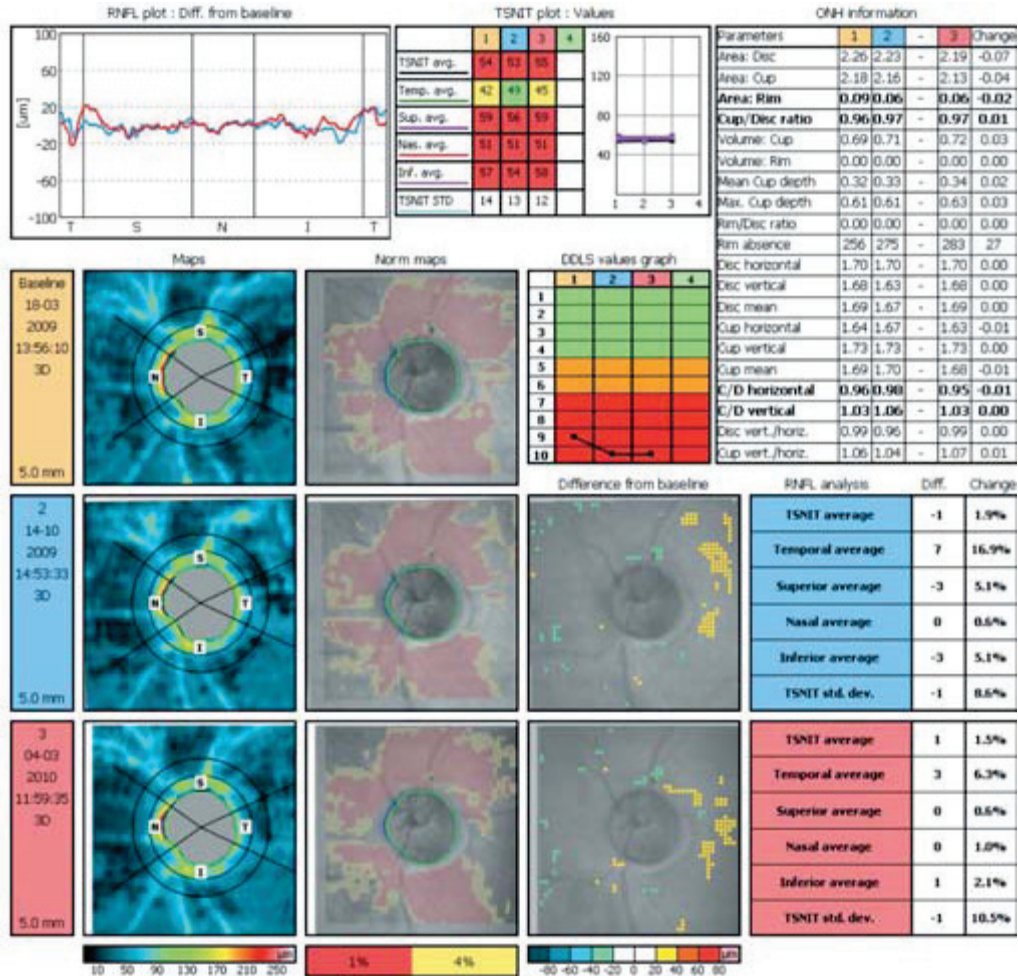 RNFL plot : Diff. from baseline
100
60
20
-20
-60
-100
[um]
T S N I T
TSNIT plot : Values
1 2 3 4
TSNIT avg. 54 53 55
Temp. avg. 42 49 45
Sup. avg. 59 56 59
Nas. avg. 51 51 51
Inf. avg. 57 54 58
TSNIT STD 14 13 12
160
120
80
40
1 2 3 4
ONH information
Parameters 1 2 - 3 Change
Area: Disc 2.26 2.23 - 2.19 -0.07
Area: Cup 2.18 2.16 - 2.13 -0.04
Area: Rim 0.09 0.06 - 0.06 -0.02
Cup/Disc ratio 0.96 0.97 - 0.97 0.01
Volume: Cup 0.69 0.71 - 0.72 0.03
Volume: Rim 0.00 0.00 - 0.00 0.00
Mean Cup depth 0.32 0.33 - 0.34 0.02
Max. Cup depth 0.61 0.61 - 0.63 0.03
Rim/Disc ratio 0.00 0.00 - 0.00 0.00
Rim absence 256 275 - 283 27
Disc horizontal 1.70 1.70 - 1.70 0.00
Disc vertical 1.68 1.63 - 1.68 0.00
Disc mean 1.69 1.67 - 1.69 0.00
Cup horizontal 1.64 1.67 - 1.63 -0.01
Cup vertical 1.73 1.73 - 1.73 0.00
Cup mean 1.69 1.70 - 1.68 -0.01
C/D horizontal 0.96 0.98 - 0.95 -0.01
C/D vertical 1.03 1.06 - 1.03 0.00
Disc vert./horiz. 0.99 0.96 - 0.99 0.00
Cup vert./horiz. 1.06 1.04 - 1.07 0.01
Maps
Norm maps
DDLS values graph
1 2 3 4
1
2
3
4
5
6
7
8
9
10
Baseline
18-03
2009
13:56:10
3D
5.0 mm
S
N T
I
Difference from baseline
RNFL analysis Diff. Change
2
14-10
2009
14:53:33
3D
5.0 mm
S
N T
I
TSNIT average -1 1.9%
Temporal average 7 16.9%
Superior average -3 5.1%
Nasal average 0 0.6%
Inferior average -3 5.1%
TSNIT std. dev. -1 8.6%
3
04-03
2010
11:59:35
3D
5.0 mm
S
N T
I
TSNIT average 1 1.5%
Temporal average 3 6.3%
Superior average 0 0.6%
Nasal average 0 1.0%
Inferior average 1 2.1%
TSNIT std. dev. -1 10.5%
µm
10 50 90 130 170 210 250
1% 4%
µm
-80 -60 -40 -20 0 20 40 60 80